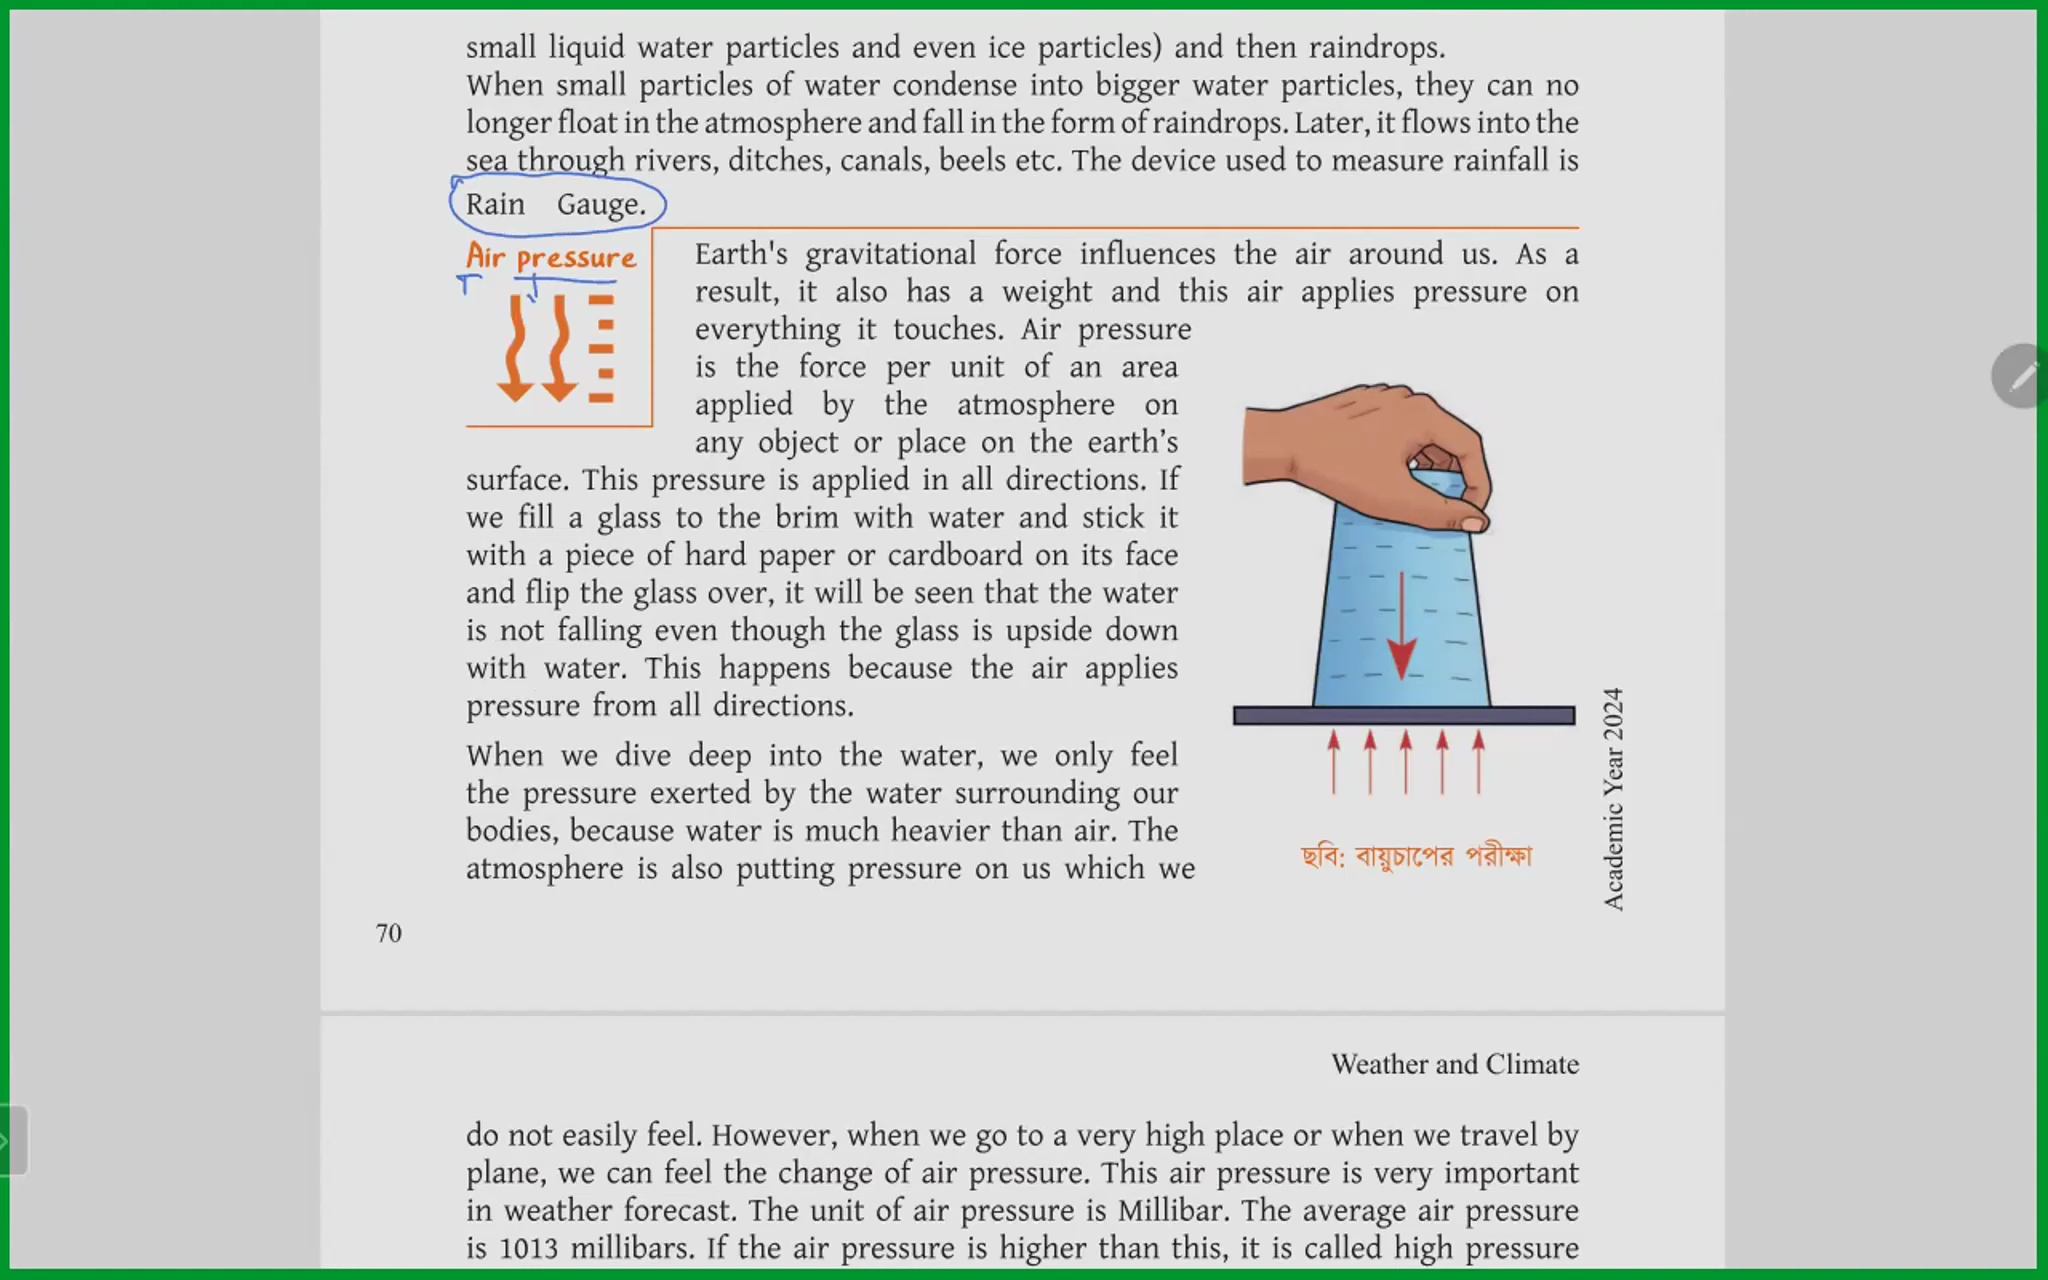 small liquid water particles and even ice particles) and then raindrops.
When small particles of water condense into bigger water particles, they can no
longer float in the atmosphere and fall in the form of raindrops. Later, it flows into the
sea through rivers, ditches, canals, beels etc. The device used to measure rainfall is
Rain Gauge.
Air pressure
Earth's gravitational force influences the air around us. As a
result, it also has a weight and this air applies pressure on
everything it touches. Air pressure
is the force per unit of an area
applied by the atmosphere on
any object or place on the earth’s
surface. This pressure is applied in all directions. If
we fill a glass to the brim with water and stick it
with a piece of hard paper or cardboard on its face
and flip the glass over, it will be seen that the water
is not falling even though the glass is upside down
with water. This happens because the air applies
pressure from all directions.
When we dive deep into the water, we only feel
the pressure exerted by the water surrounding our
bodies, because water is much heavier than air. The
atmosphere is also putting pressure on us which we
ছবি: বায়ুচাপের পরীক্ষা
Academic Year 2024
70
Weather and Climate
do not easily feel. However, when we go to a very high place or when we travel by
plane, we can feel the change of air pressure. This air pressure is very important
in weather forecast. The unit of air pressure is Millibar. The average air pressure
is 1013 millibars. If the air pressure is higher than this, it is called high pressure